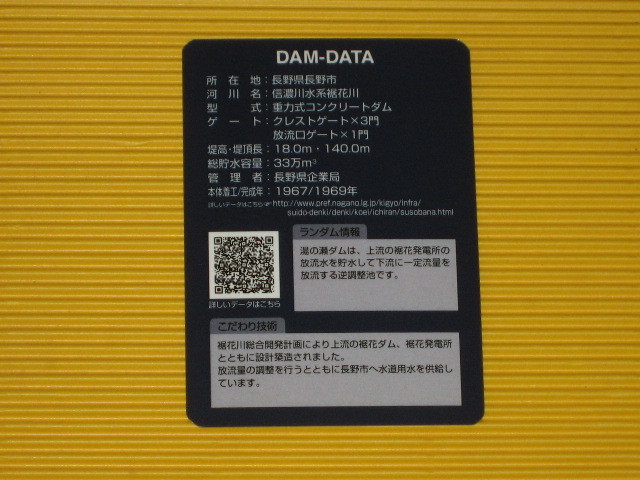 DAM-DATA
所在地：長野県長野市
河川名：信濃川水系裾花川
型式：重力式コンクリートダム
ゲート：クレストゲート×3門
放流口ゲート×1門
堤高・堤頂長：18.0m・140.0m
総貯水容量：33万m³
管理者：長野県企業局
本体着工/完成年：1967/1969年
詳しいデータはこちら☞http://www.pref.nagano.lg.jp/kigyo/infra/
suido-denki/denki/koei/ichiran/susobana.html
ランダム情報
湯の瀬ダムは、上流の裾花発電所の
放流水を貯水して下流に一定流量を
放流する逆調整池です。
詳しいデータはこちら
こだわり技術
裾花川総合開発計画により上流の裾花ダム、裾花発電所
とともに設計築造されました。
放流量の調整を行うとともに長野市へ水道用水を供給し
ています。